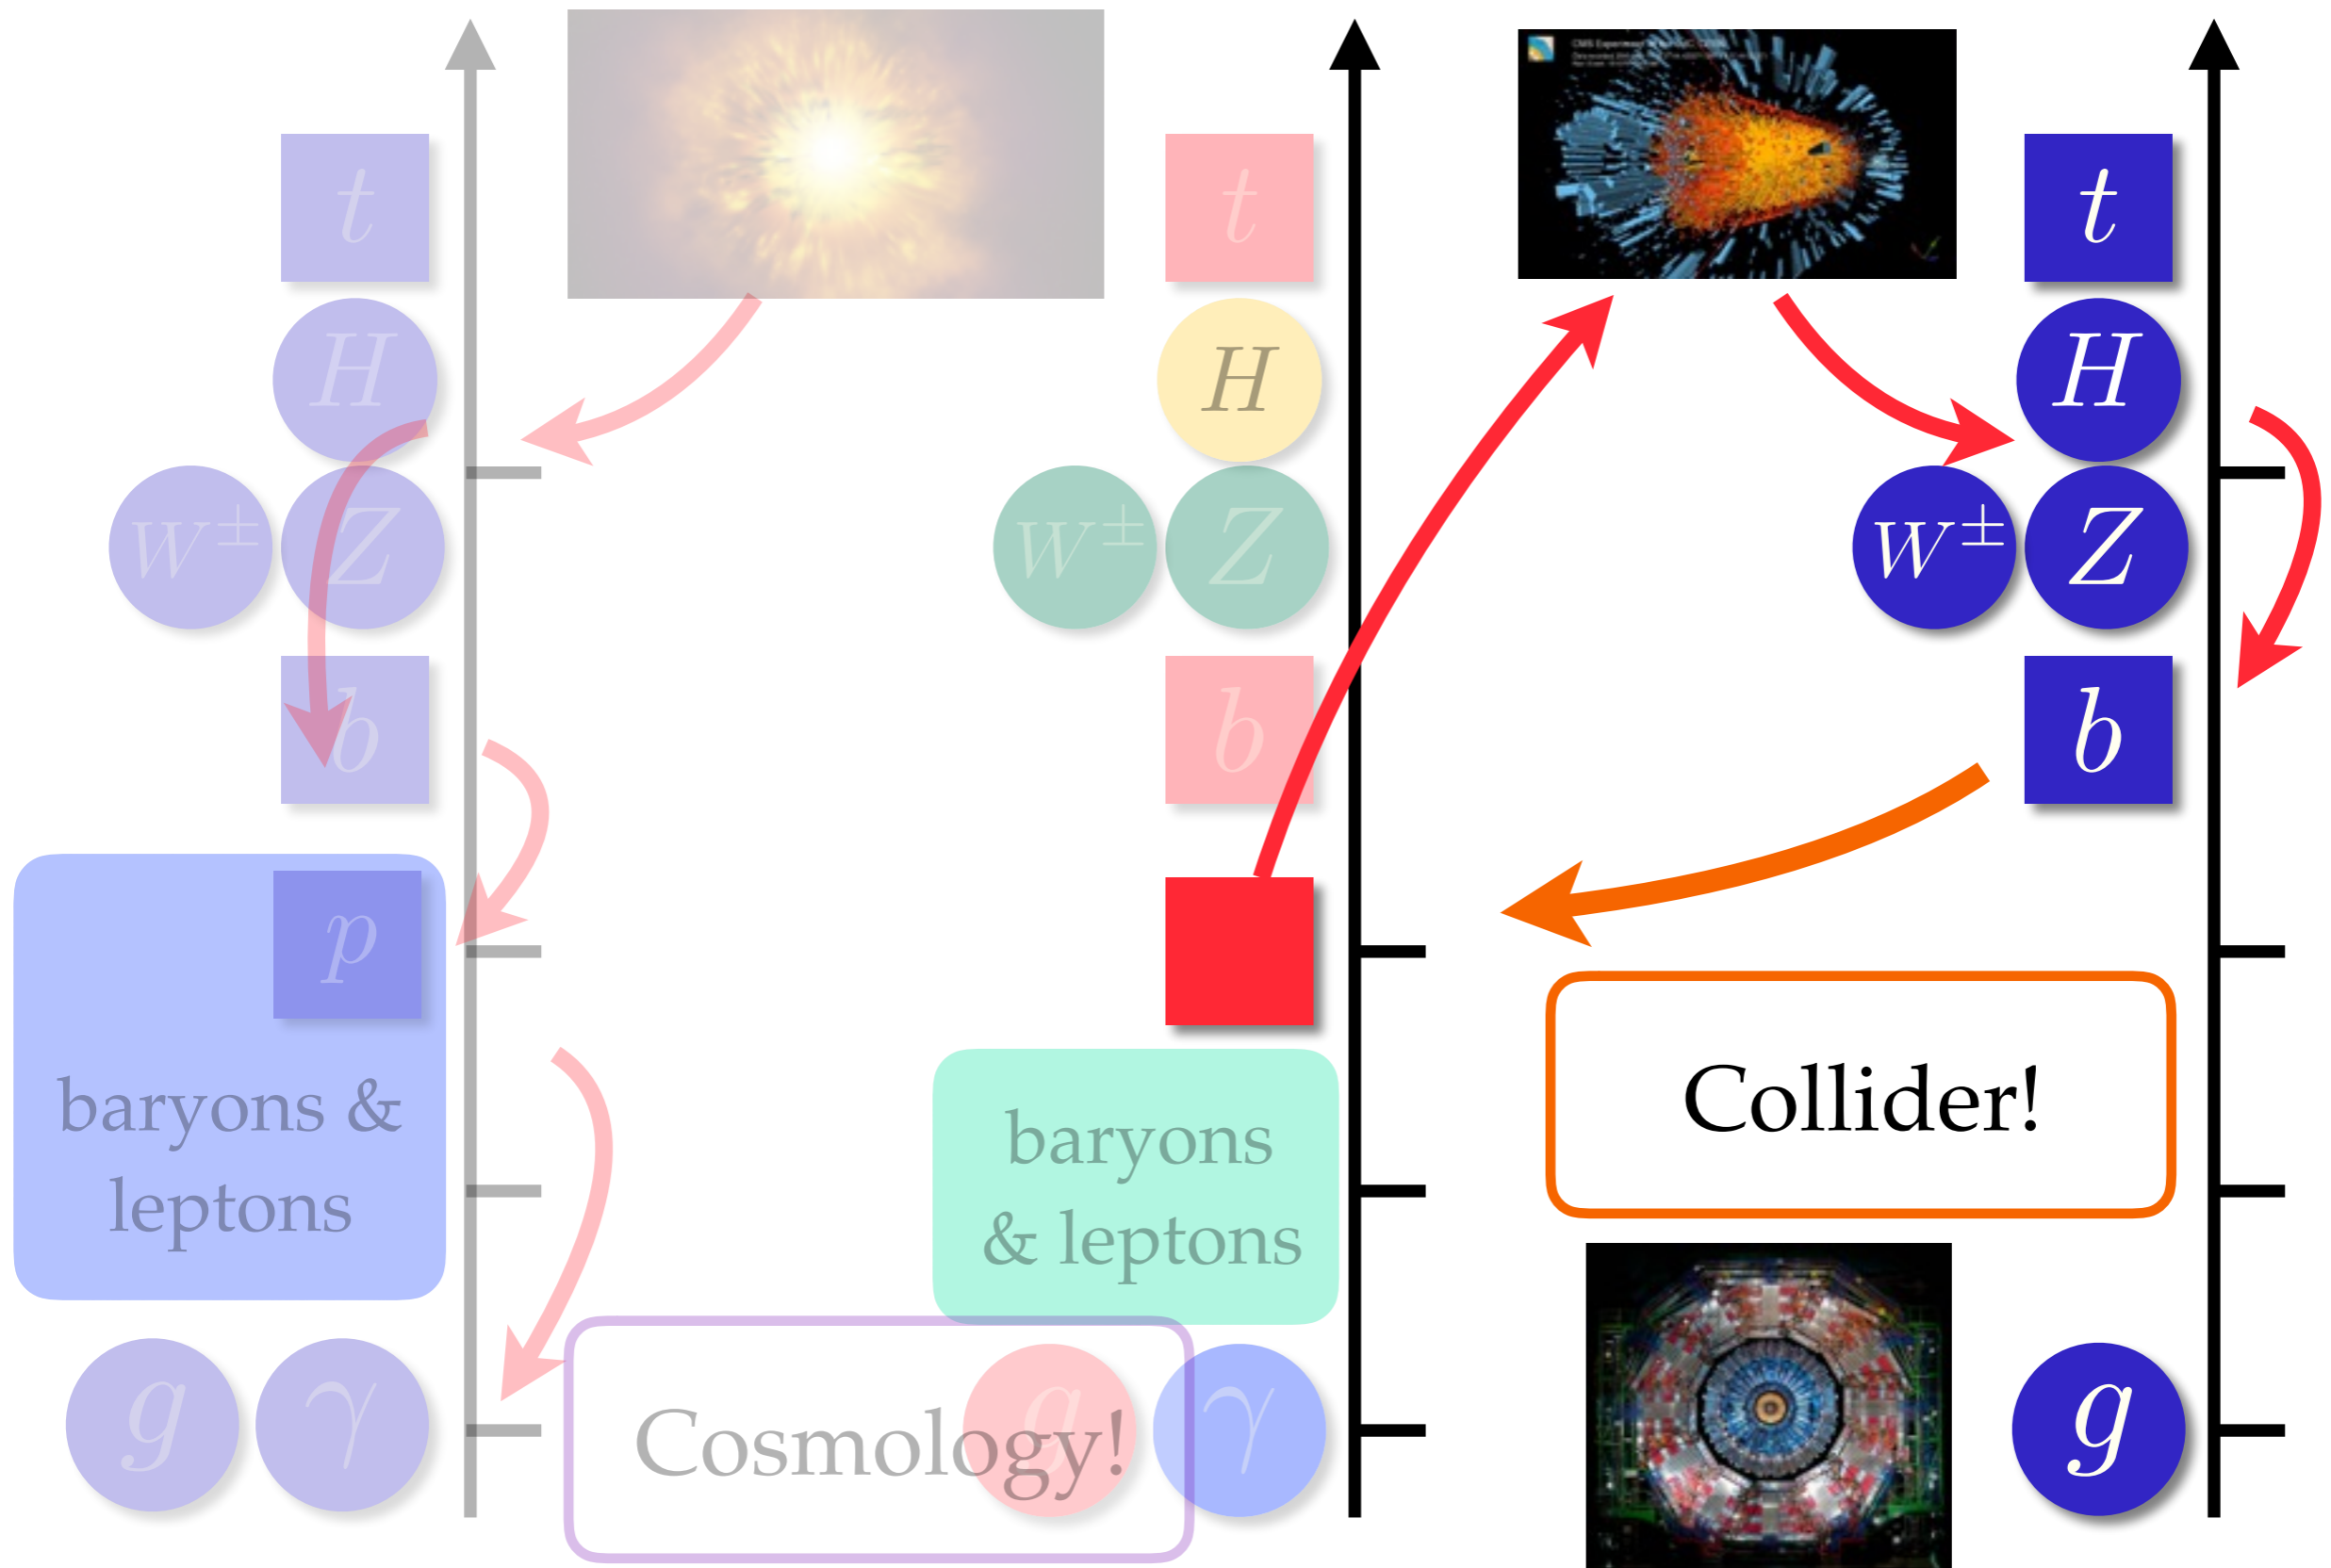 t
H
W±
Z
b
p
baryons &
leptons
g
γ
Cosmology!
t
H
W±
Z
b
baryons
& leptons
g
γ
t
H
W±
Z
b
Collider!
g